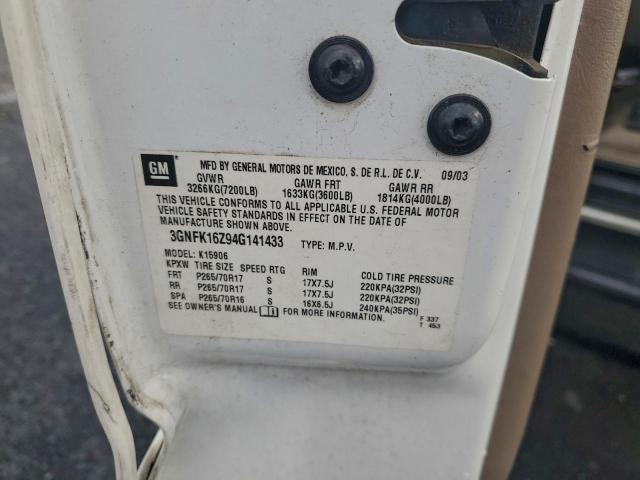 GM
MFD BY GENERAL MOTORS DE MEXICO, S. DE R.L. DE C.V. 09/03
GVWR GAWR FRT GAWR RR
3266KG(7200LB) 1633KG(3600LB) 1814KG(4000LB)
THIS VEHICLE CONFORMS TO ALL APPLICABLE U.S. FEDERAL MOTOR
VEHICLE SAFETY STANDARDS IN EFFECT ON THE DATE OF
MANUFACTURE SHOWN ABOVE.
3GNFK16Z94G141433 TYPE: M.P.V.
MODEL: K15906
KPXW TIRE SIZE SPEED RTG RIM COLD TIRE PRESSURE
FRT P265/70R17 S 17X7.5J 220KPA(32PSI)
RR P265/70R17 S 17X7.5J 220KPA(32PSI)
SPA P265/70R16 S 16X6.5J 240KPA(35PSI)
SEE OWNER'S MANUAL FOR MORE INFORMATION.
F 337
T 453